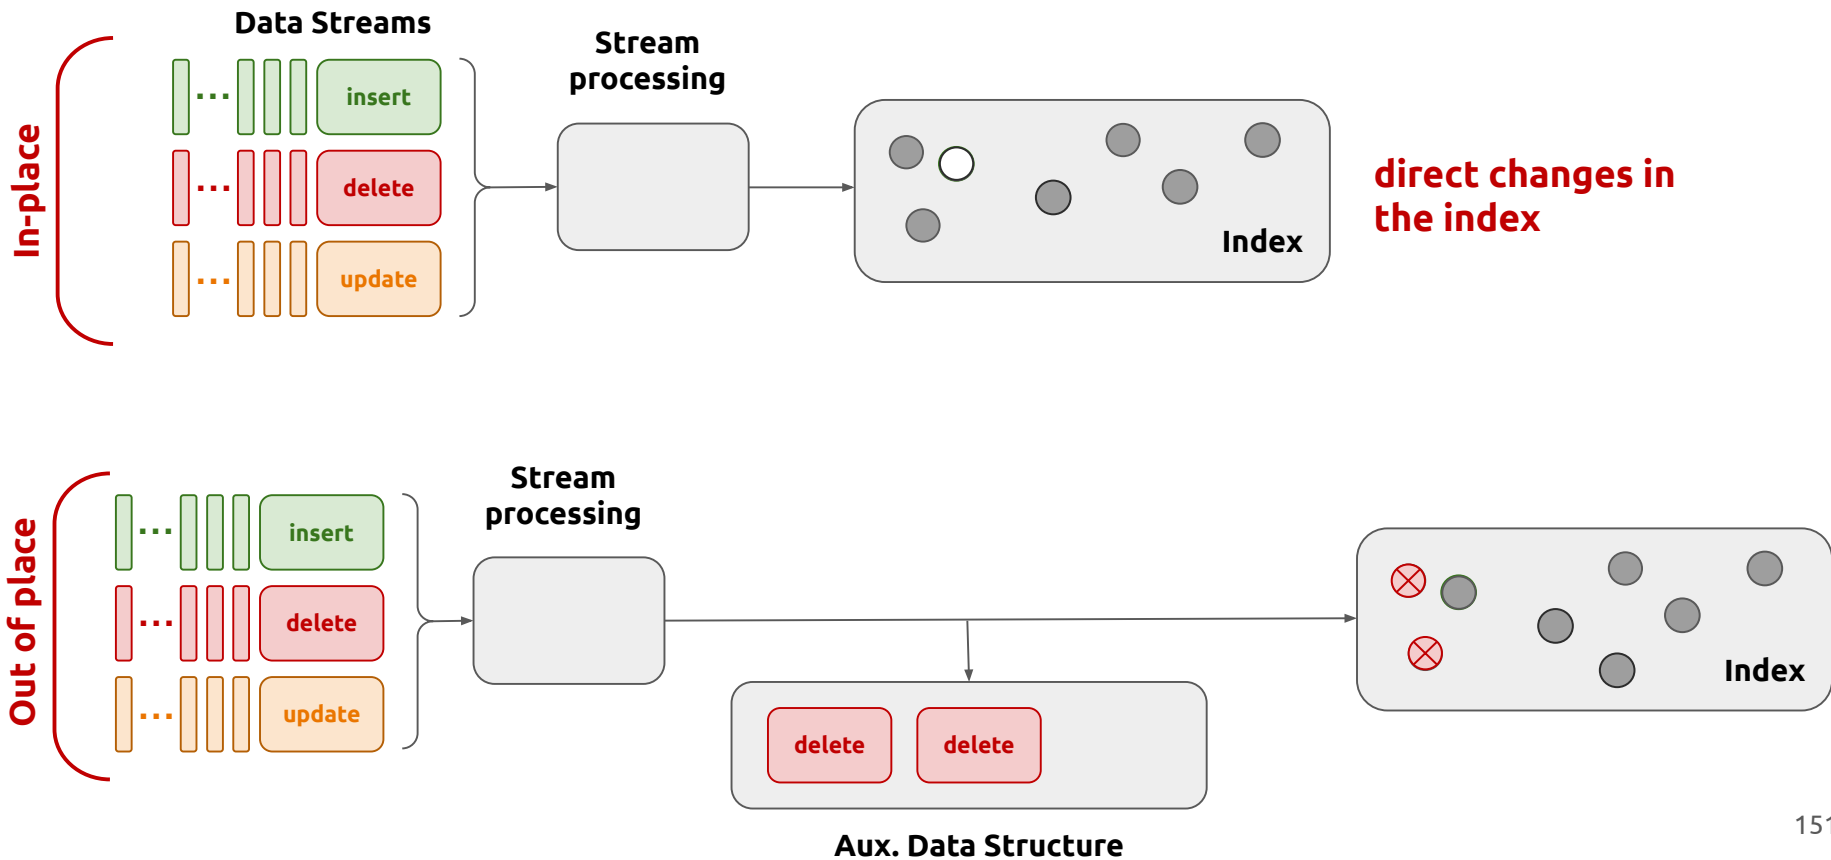 Data Streams
Stream
processing
In-place
...
insert
...
delete
...
update
Index
direct changes in
the index
Stream
processing
Out of place
...
insert
...
delete
...
update
Index
delete
delete
Aux. Data Structure
151